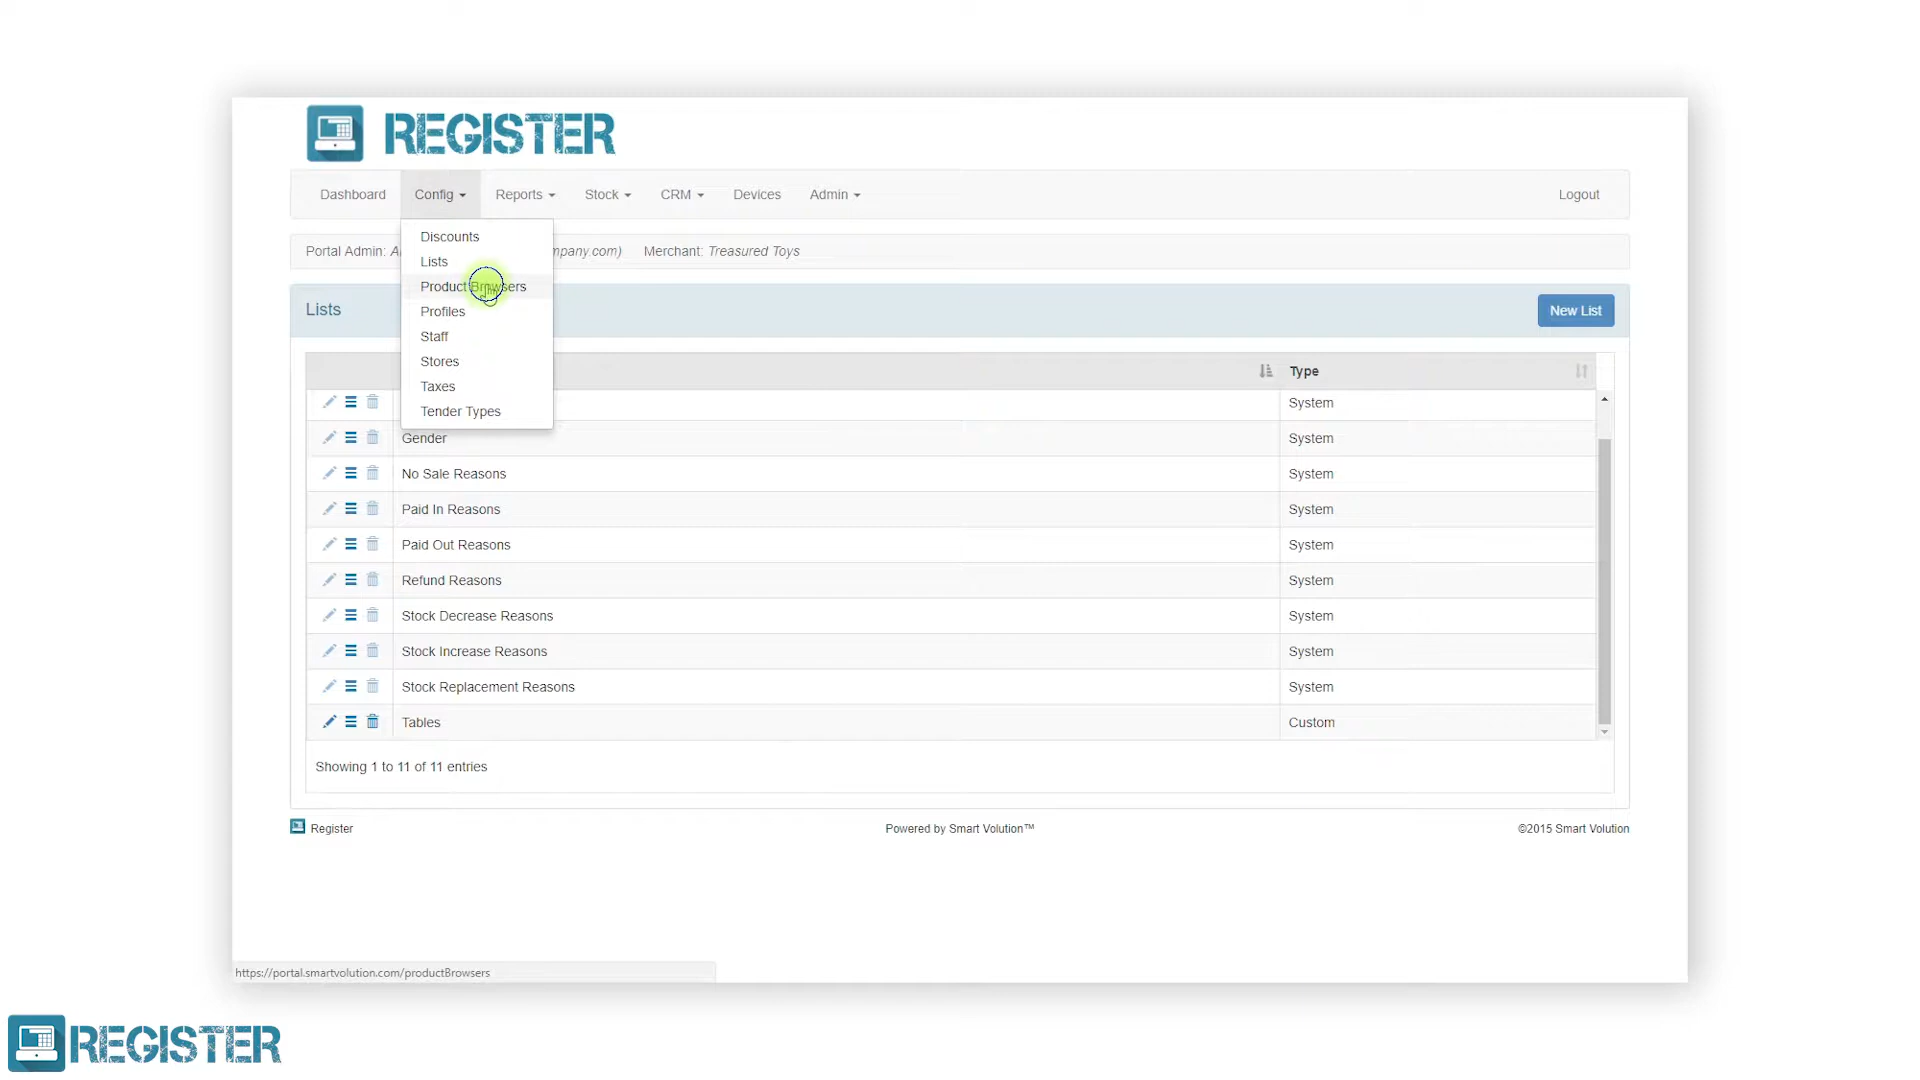 REGISTER
Dashboard Config Reports Stock CRM Devices Admin Logout
Portal Admin: A mpany.com) Merchant: Treasured Toys
Discounts
Lists
Product Browsers
Profiles
Staff
Stores
Taxes
Tender Types
Lists New List
Type
System
Gender System
No Sale Reasons System
Paid In Reasons System
Paid Out Reasons System
Refund Reasons System
Stock Decrease Reasons System
Stock Increase Reasons System
Stock Replacement Reasons System
Tables Custom
Showing 1 to 11 of 11 entries
Register Powered by Smart Volution™ ©2015 Smart Volution
https://portal.smartvolution.com/productBrowsers
REGISTER